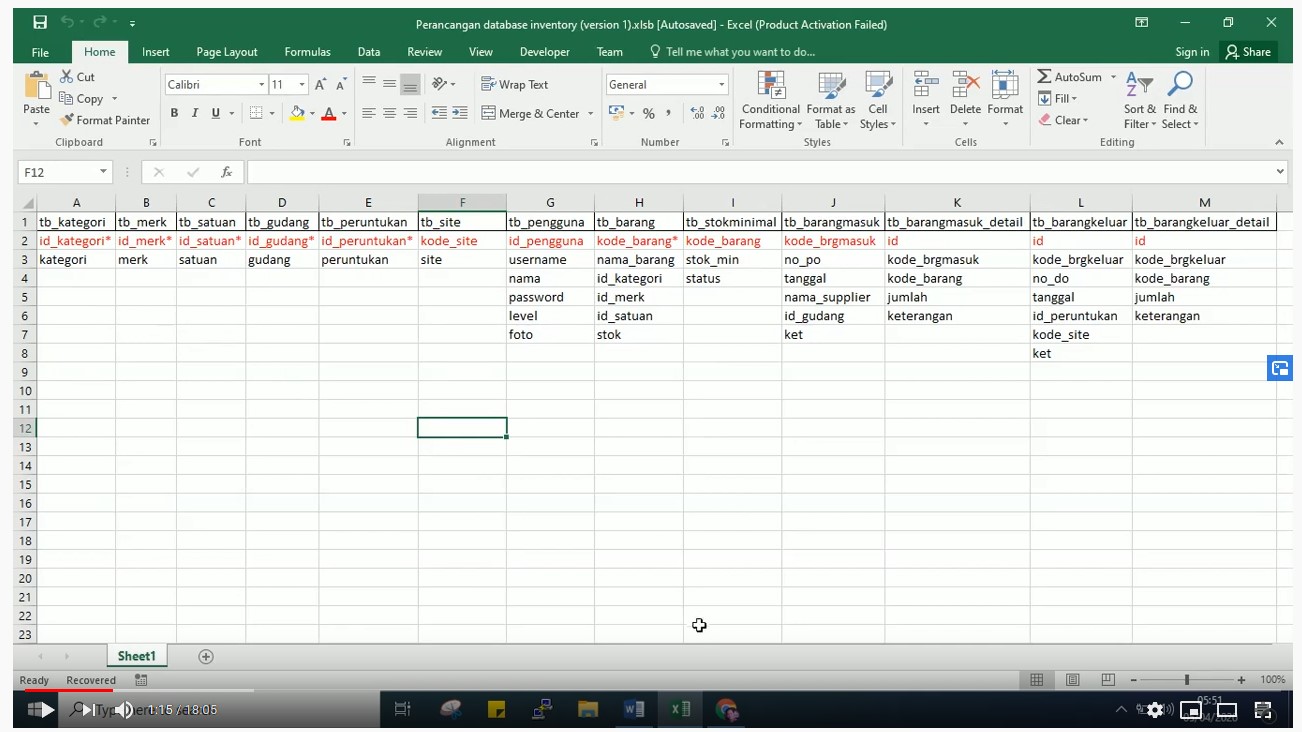 Perancangan database inventory (version 1).xlsb [Autosaved] - Excel (Product Activation Failed)
File Home Insert Page Layout Formulas Data Review View Developer Team Tell me what you want to do... Sign in Share
Cut Calibri 11 Wrap Text General AutoSum
Paste Copy Conditional Format as Cell Insert Delete Format Fill Sort & Find &
Format Painter B I U Merge & Center % Formatting Table Styles Clear Filter Select
Clipboard Font Alignment Number Styles Cells Editing
F12 fx
A B C D E F G H I J K L M
1 tb_kategori tb_merk tb_satuan tb_gudang tb_peruntukan tb_site tb_pengguna tb_barang tb_stokminimal tb_barangmasuk tb_barangmasuk_detail tb_barangkeluar tb_barangkeluar_detail
2 id_kategori* id_merk* id_satuan* id_gudang* id_peruntukan* kode_site id_pengguna kode_barang* kode_barang kode_brgmasuk id id id
3 kategori merk satuan gudang peruntukan site username nama_barang stok_min no_po kode_brgmasuk kode_brgkeluar kode_brgkeluar
4 nama id_kategori status tanggal kode_barang no_do kode_barang
5 password id_merk nama_supplier jumlah tanggal jumlah
6 level id_satuan id_gudang keterangan id_peruntukan keterangan
7 foto stok ket kode_site
8 ket
9
10
11
12
13
14
15
16
17
18
19
20
21
22
23
Sheet1
Ready Recovered 100%
1:15 / 18:05 05:51